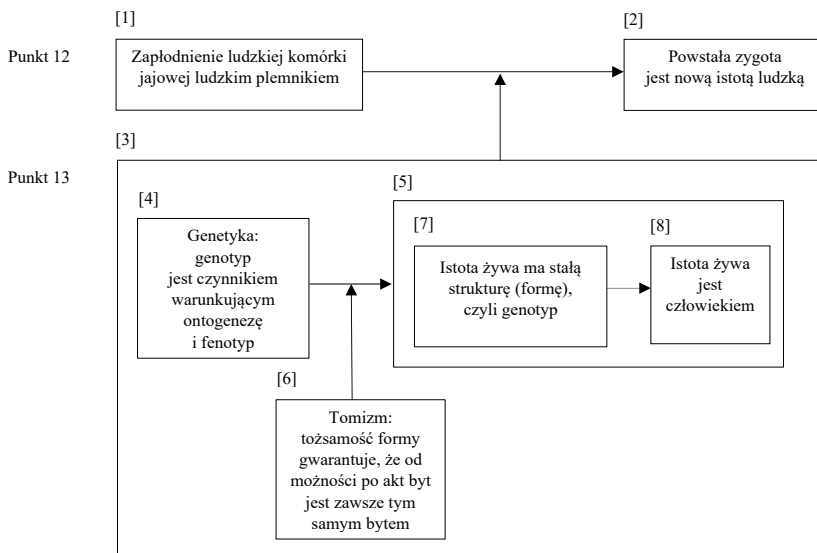 [1]
[2]
Punkt 12
Zapłodnienie ludzkiej komórki
jajowej ludzkim plemnikiem
Powstała zygota
jest nową istotą ludzką
[3]
Punkt 13
[4]
Genetyka:
genotyp
jest czynnikiem
warunkującym
ontogenezę
i fenotyp
[5]
[7]
Istota żywa ma stałą
strukturę (formę),
czyli genotyp
[8]
Istota żywa
jest
człowiekiem
[6]
Tomizm:
tożsamość formy
gwarantuje, że od
możności po akt byt
jest zawsze tym
samym bytem